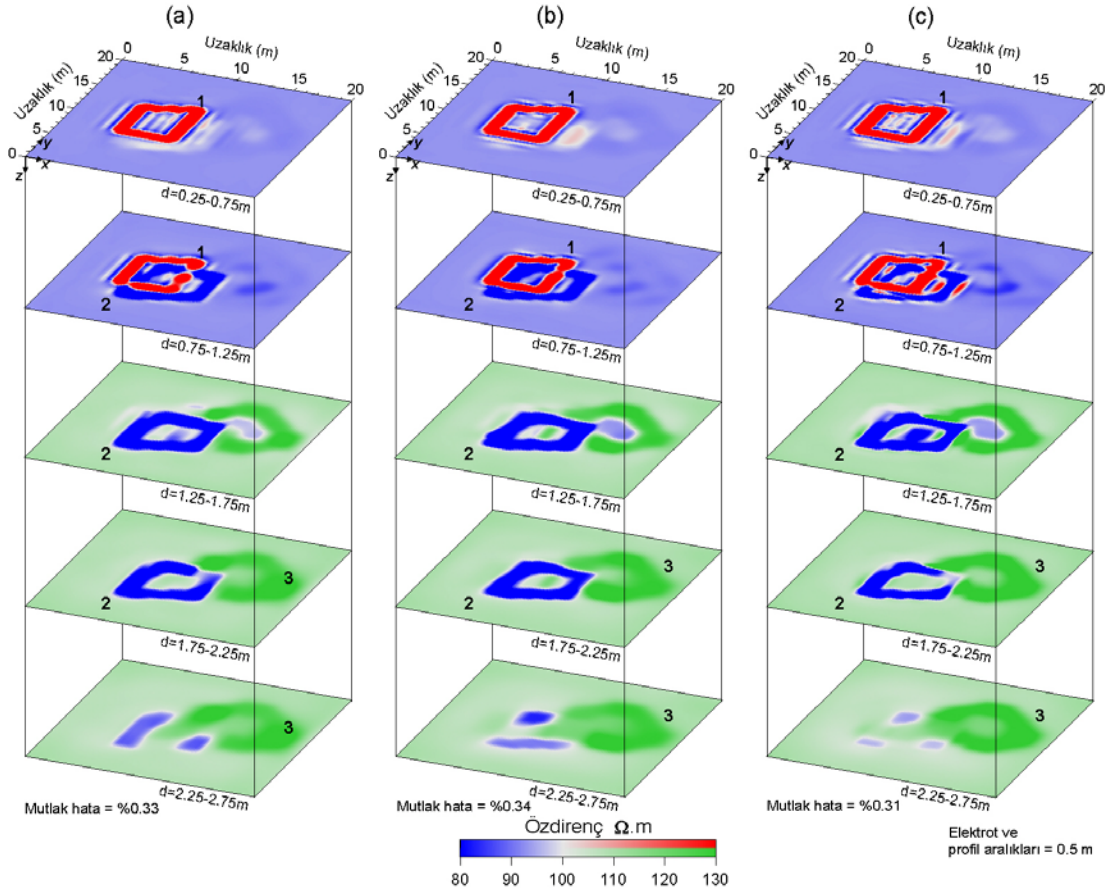 (a) (b) (c)
0 5 10 20
Uzaklık (m)
20 15 10 5 0
Uzaklık (m)
y
x
z
1
d=0.25-0.75m
0 5 10 20
Uzaklık (m)
20 15 10 5 0
Uzaklık (m)
y
x
z
1
d=0.25-0.75m
0 5 10 20
Uzaklık (m)
20 15 10 5 0
Uzaklık (m)
y
x
z
1
d=0.25-0.75m
1 2 d=0.75-1.25m
1 2 d=0.75-1.25m
1 2 d=0.75-1.25m
2 d=1.25-1.75m
2 d=1.25-1.75m
2 d=1.25-1.75m
3 2 d=1.75-2.25m
3 2 d=1.75-2.25m
3 2 d=1.75-2.25m
3 d=2.25-2.75m
3 d=2.25-2.75m
3 d=2.25-2.75m
Mutlak hata = %0.33
Mutlak hata = %0.34
Mutlak hata = %0.31
Özdirenç Ω.m
80 90 100 110 120 130
Elektrot ve
profil aralıkları = 0.5 m